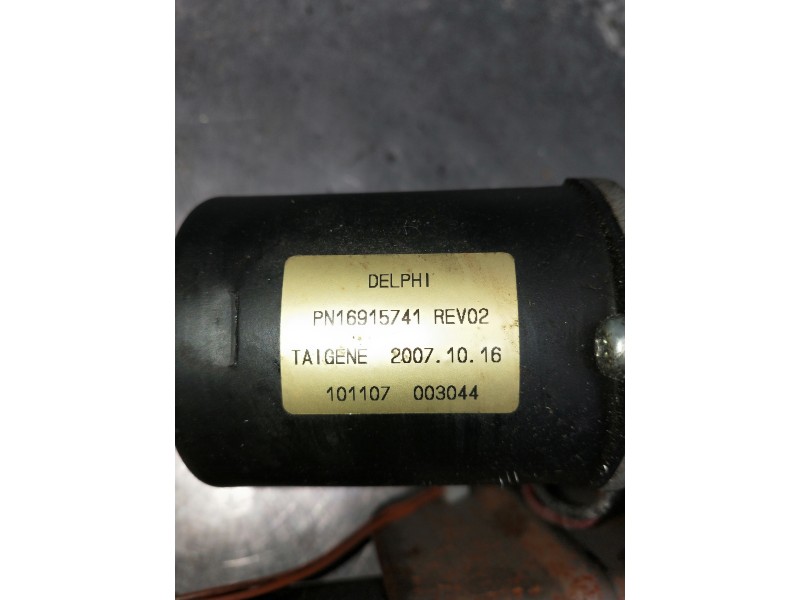 DELPHI
PN16915741 REV02
TAIGENE 2007.10.16
101107 003044